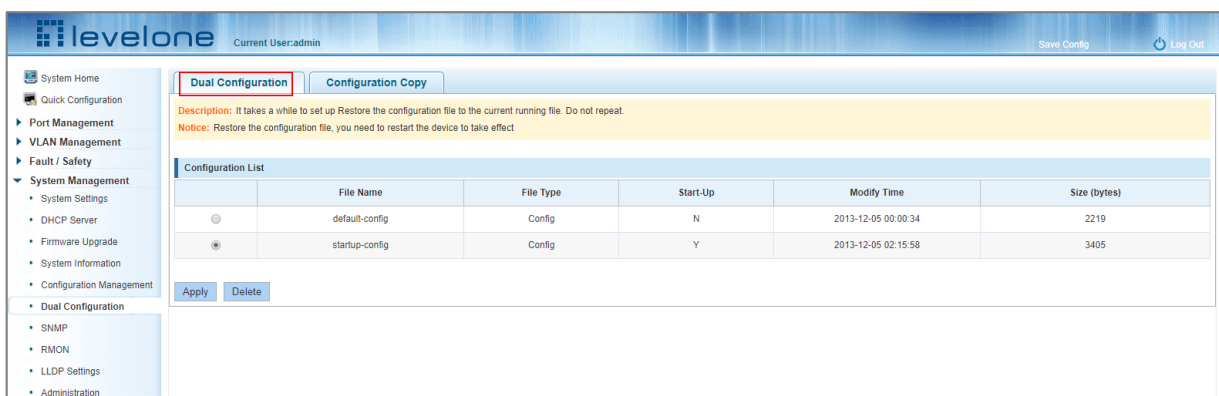 levelone
Current User:admin
Save Config
Log Out
System Home
Quick Configuration
Port Management
VLAN Management
Fault / Safety
System Management
System Settings
DHCP Server
Firmware Upgrade
System Information
Configuration Management
Dual Configuration
SNMP
RMON
LLDP Settings
Administration
Dual Configuration
Configuration Copy
Description: It takes a while to set up Restore the configuration file to the current running file. Do not repeat.
Notice: Restore the configuration file, you need to restart the device to take effect
Configuration List
File Name File Type Start-Up Modify Time Size (bytes)
default-config Config N 2013-12-05 00:00:34 2219
startup-config Config Y 2013-12-05 02:15:58 3405
Apply Delete